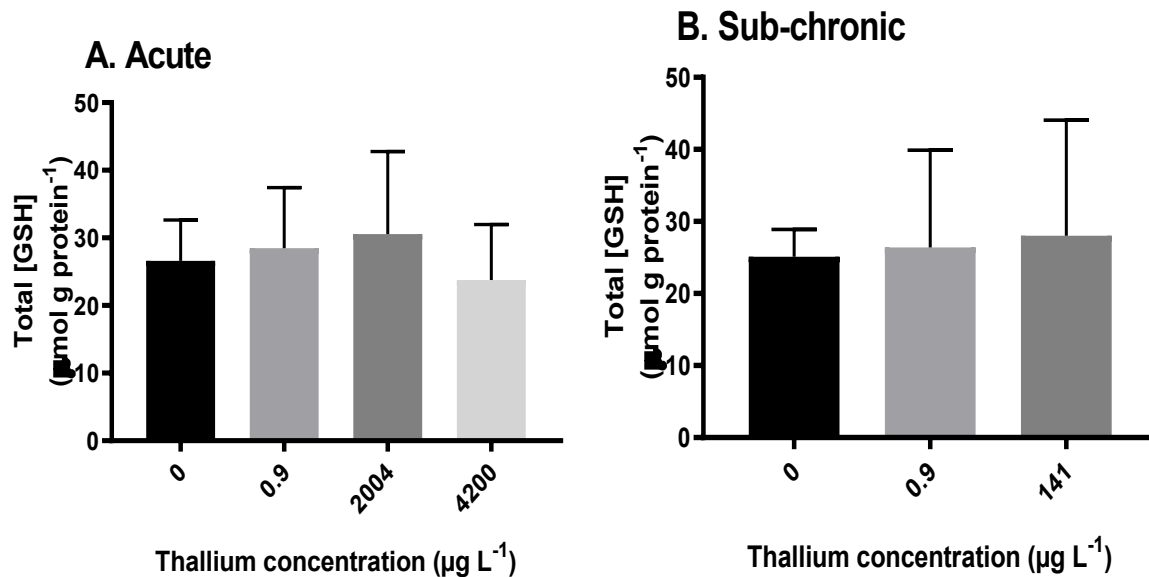 A. Acute
50
40
30
20
10
0
Total [GSH]
mol g protein⁻¹)
0
0.9
2004
4200
Thallium concentration (µg L⁻¹)
B. Sub-chronic
50
40
30
20
10
0
Total [GSH]
mol g protein⁻¹)
0
0.9
141
Thallium concentration (µg L⁻¹)